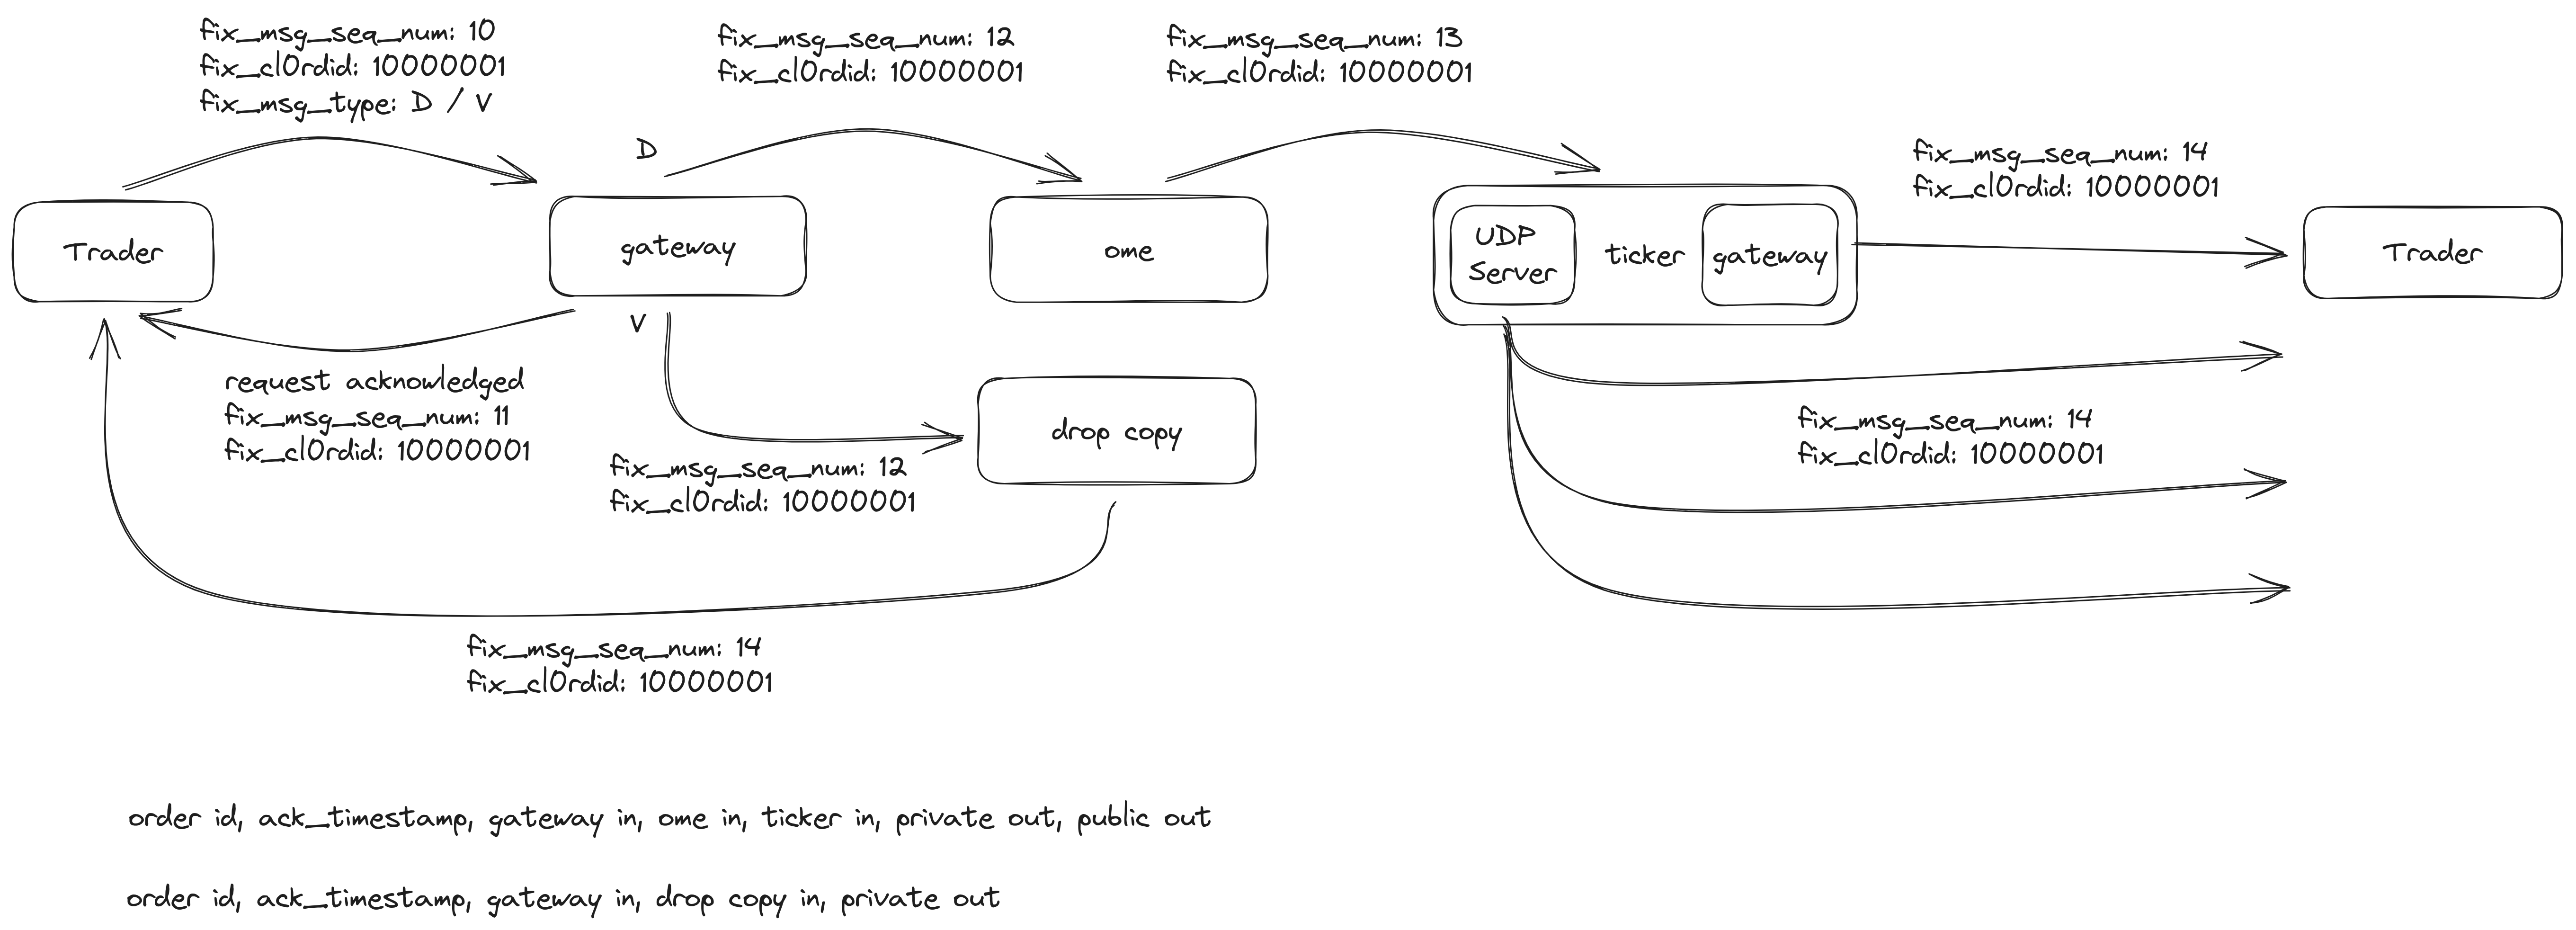 fix_msg_seq_num: 10
fix_clOrdid: 10000001
fix_msg_type: D / V
fix_msg_seq_num: 12
fix_clOrdid: 10000001
fix_msg_seq_num: 13
fix_clOrdid: 10000001
fix_msg_seq_num: 14
fix_clOrdid: 10000001
D
Trader
gateway
ome
UDP
Server
ticker
gateway
Trader
V
request acknowledged
fix_msg_seq_num: 11
fix_clOrdid: 10000001
drop copy
fix_msg_seq_num: 12
fix_clOrdid: 10000001
fix_msg_seq_num: 14
fix_clOrdid: 10000001
fix_msg_seq_num: 14
fix_clOrdid: 10000001
order id, ack_timestamp, gateway in, ome in, ticker in, private out, public out
order id, ack_timestamp, gateway in, drop copy in, private out